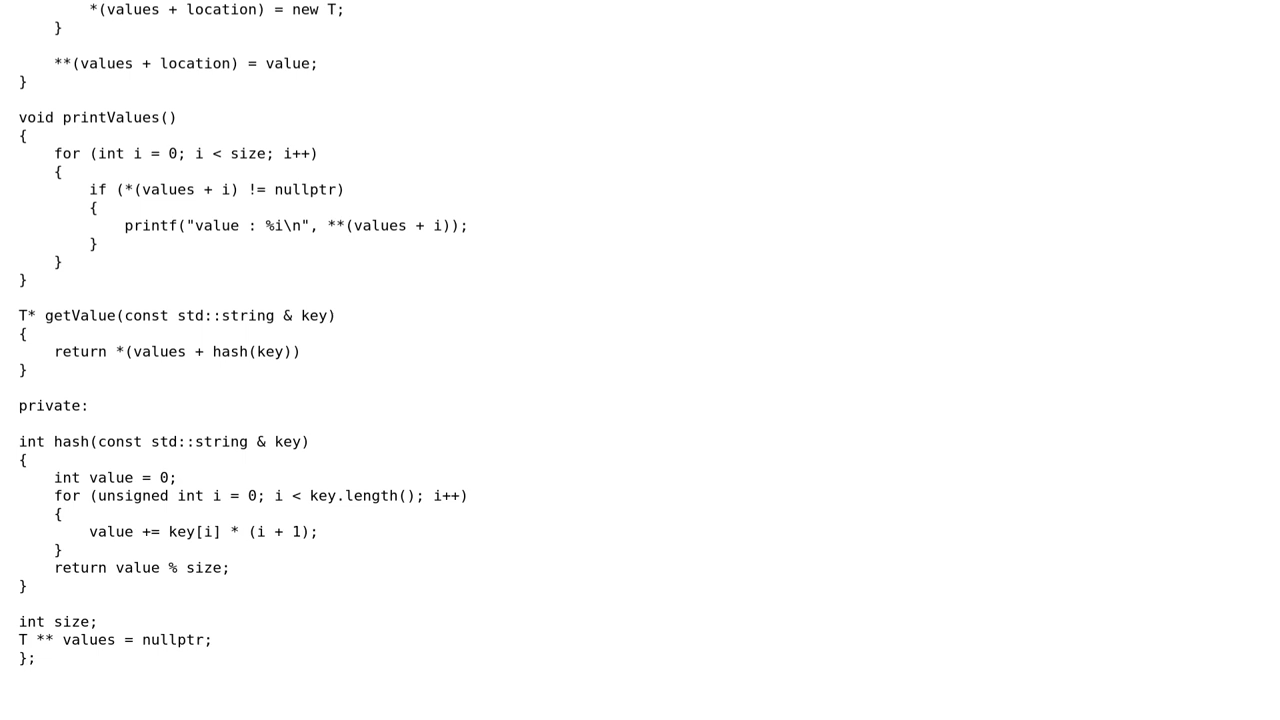 *(values + location) = new T;
    }

    **(values + location) = value;
}

void printValues()
{
    for (int i = 0; i < size; i++)
    {
        if (*(values + i) != nullptr)
        {
            printf("value : %i\n", **(values + i));
        }
    }
}

T* getValue(const std::string & key)
{
    return *(values + hash(key))
}

private:

int hash(const std::string & key)
{
    int value = 0;
    for (unsigned int i = 0; i < key.length(); i++)
    {
        value += key[i] * (i + 1);
    }
    return value % size;
}

int size;
T ** values = nullptr;
};